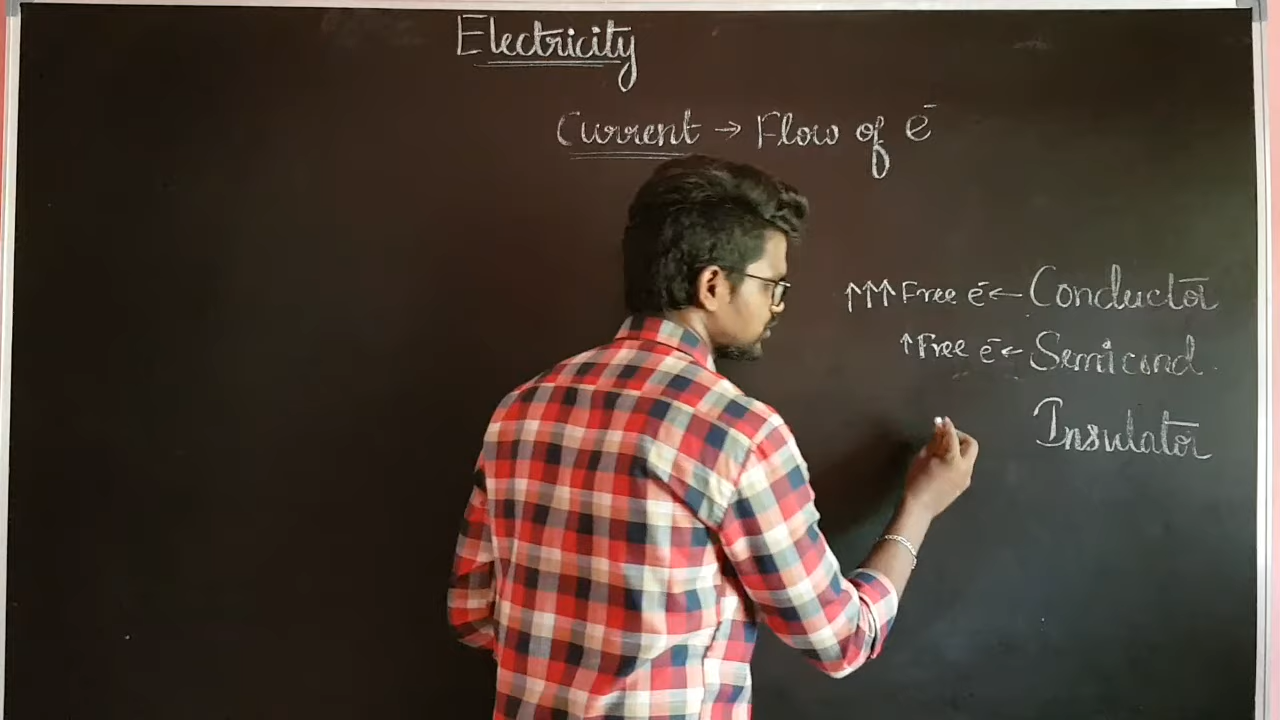 Electricity
Current → Flow of e⁻
↑↑↑ Free e⁻ ← Conductor
↑ Free e⁻ ← Semicond.
Insulator